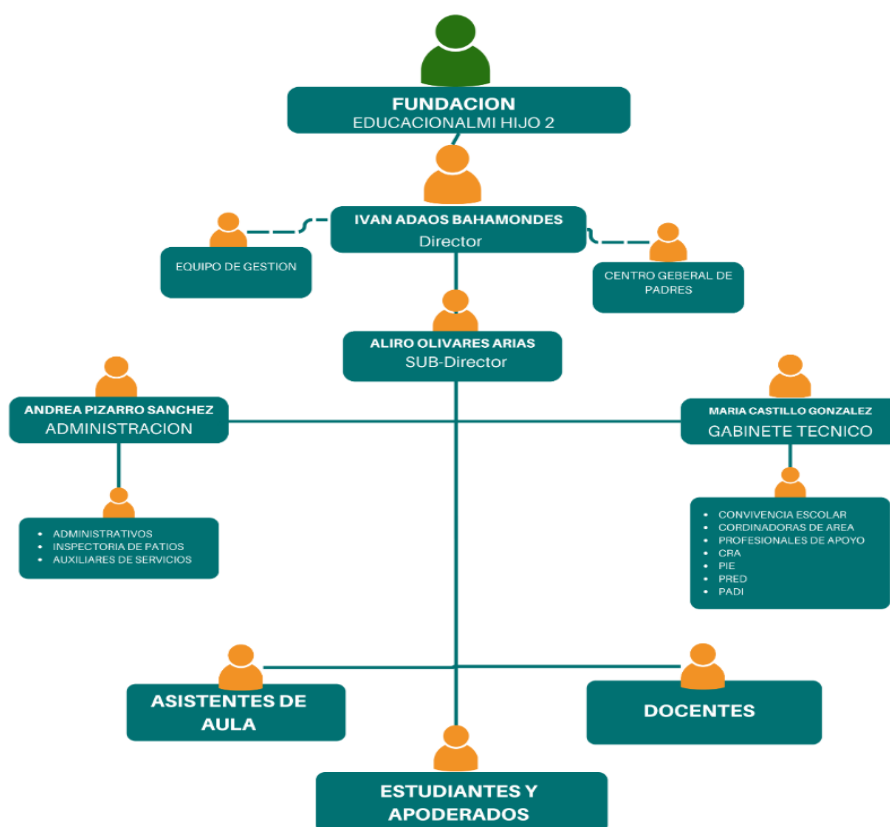 FUNDACION
EDUCACIONALMI HIJO 2
IVAN ADAOS BAHAMONDES
Director
EQUIPO DE GESTION
CENTRO GEBERAL DE
PADRES
ALIRO OLIVARES ARIAS
SUB-Director
ANDREA PIZARRO SANCHEZ
ADMINISTRACION
MARIA CASTILLO GONZALEZ
GABINETE TECNICO
• ADMINISTRATIVOS
• INSPECTORIA DE PATIOS
• AUXILIARES DE SERVICIOS
• CONVIVENCIA ESCOLAR
• CORDINADORAS DE AREA
• PROFESIONALES DE APOYO
• CRA
• PIE
• PRED
• PADI
ASISTENTES DE
AULA
DOCENTES
ESTUDIANTES Y
APODERADOS